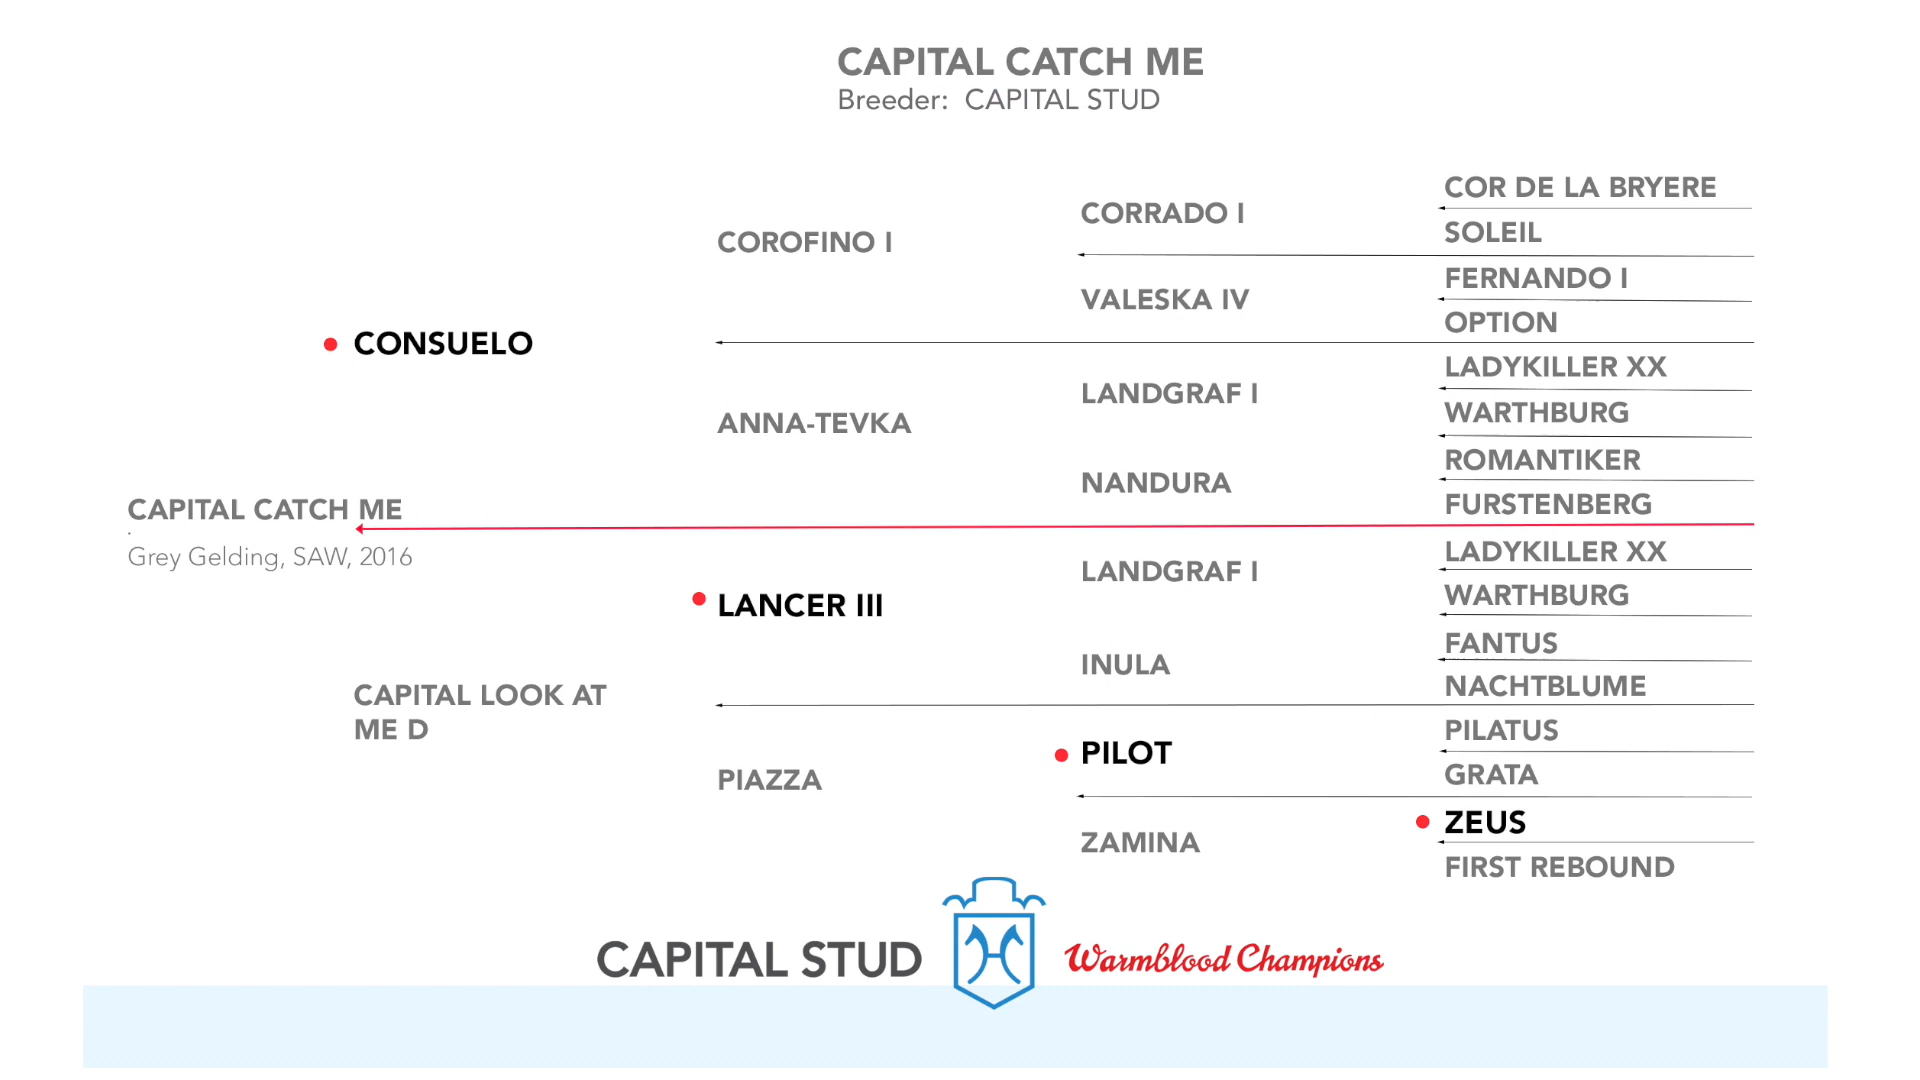 CAPITAL CATCH ME
Breeder: CAPITAL STUD
COR DE LA BRYERE
CORRADO I
SOLEIL
COROFINO I
FERNANDO I
VALESKA IV
OPTION
CONSUELO
LADYKILLER XX
LANDGRAF I
WARTHBURG
ANNA-TEVKA
ROMANTIKER
NANDURA
FURSTENBERG
CAPITAL CATCH ME
.
Grey Gelding, SAW, 2016
LADYKILLER XX
LANDGRAF I
WARTHBURG
LANCER III
FANTUS
INULA
NACHTBLUME
CAPITAL LOOK AT
ME D
PILATUS
PILOT
GRATA
PIAZZA
ZEUS
ZAMINA
FIRST REBOUND
CAPITAL STUD
Warmblood Champions